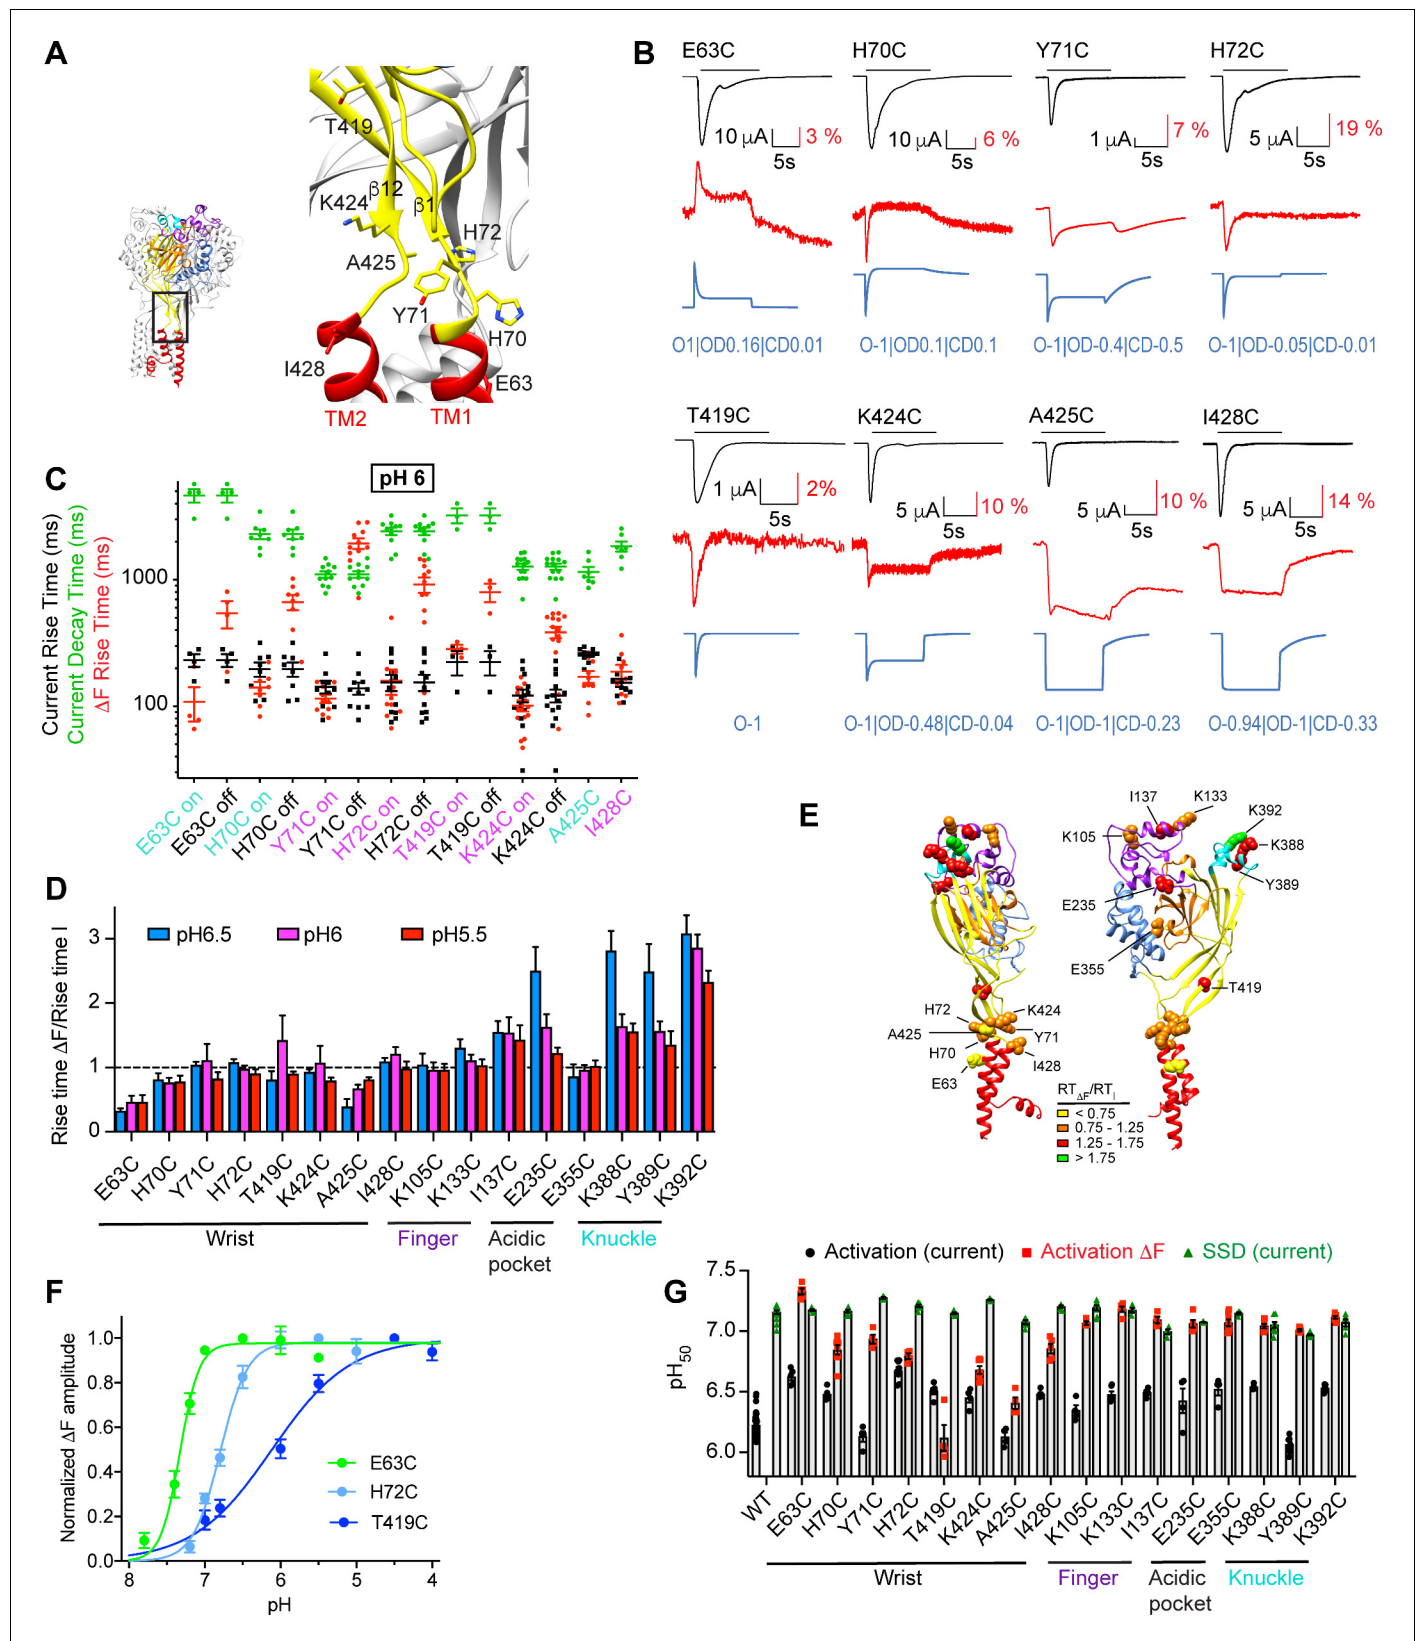 A
T419
K424
β12
β1
H72
A425
Y71
H70
I428
E63
TM2
TM1
B
E63C
H70C
Y71C
H72C
10 µA
3 %
5s
10 µA
6 %
5s
1 µA
7 %
5s
5 µA
19 %
5s
O1|OD0.16|CD0.01
O-1|OD0.1|CD0.1
O-1|OD-0.4|CD-0.5
O-1|OD-0.05|CD-0.01
T419C
K424C
A425C
I428C
1 µA
2%
5s
5 µA
10 %
5s
5 µA
10 %
5s
5 µA
14 %
5s
O-1
O-1|OD-0.48|CD-0.04
O-1|OD-1|CD-0.23
O-0.94|OD-1|CD-0.33
C
pH 6
Current Rise Time (ms)
Current Decay Time (ms)
ΔF Rise Time (ms)
1000
100
E63C on
E63C off
H70C on
H70C off
Y71C on
Y71C off
H72C on
H72C off
T419C on
T419C off
K424C on
K424C off
A425C
I428C
D
Rise time ΔF/Rise time I
3
2
1
0
pH6.5
pH6
pH5.5
E63C
H70C
Y71C
H72C
T419C
K424C
A425C
I428C
K105C
K133C
I137C
E235C
E355C
K388C
Y389C
K392C
Wrist
Finger
Acidic
pocket
Knuckle
E
I137
K133
K392
K105
K388
Y389
E235
E355
T419
H72
K424
A425
Y71
H70
I428
E63
RTΔF/RTI
< 0.75
0.75 - 1.25
1.25 - 1.75
> 1.75
F
Normalized ΔF amplitude
1.0
0.8
0.6
0.4
0.2
0.0
8
7
6
5
4
pH
E63C
H72C
T419C
G
Activation (current)
Activation ΔF
SSD (current)
pH50
7.5
7.0
6.5
6.0
WT
E63C
H70C
Y71C
H72C
T419C
K424C
A425C
I428C
K105C
K133C
I137C
E235C
E355C
K388C
Y389C
K392C
Wrist
Finger
Acidic
pocket
Knuckle